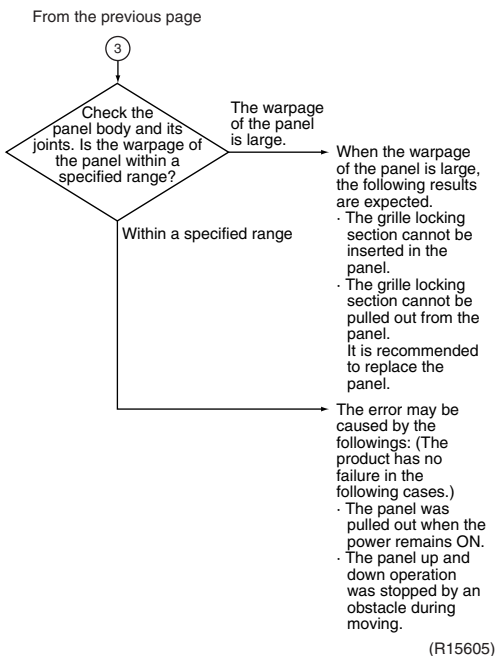 From the previous page
3
Check the
panel body and its
joints. Is the warpage of
the panel within a
specified range?
The warpage
of the panel
is large.
When the warpage
of the panel is large,
the following results
are expected.
· The grille locking
section cannot be
inserted in the
panel.
· The grille locking
section cannot be
pulled out from the
panel.
It is recommended
to replace the
panel.
Within a specified range
The error may be
caused by the
followings: (The
product has no
failure in the
following cases.)
· The panel was
pulled out when the
power remains ON.
· The panel up and
down operation
was stopped by an
obstacle during
moving.
(R15605)